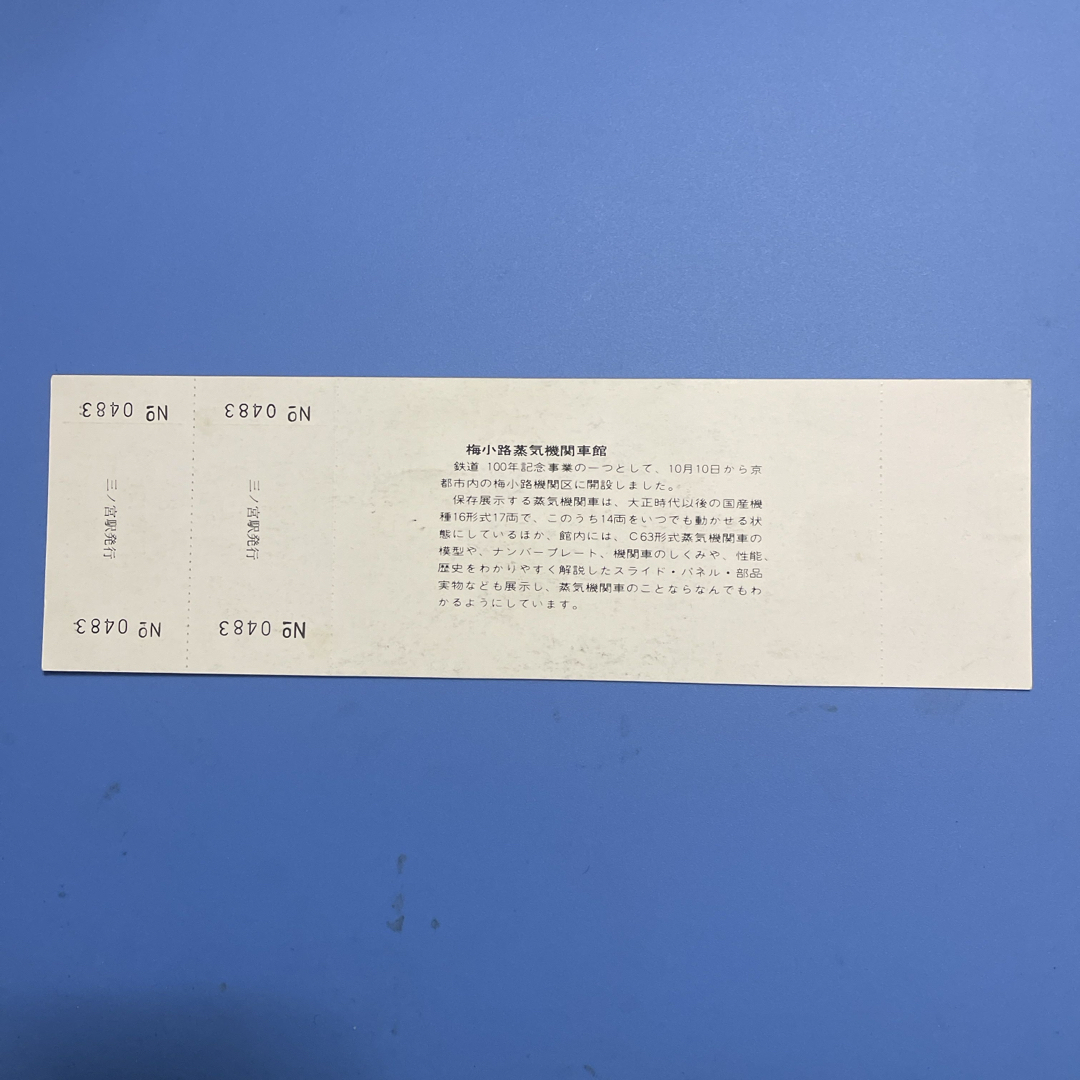 № 0483
三ノ宮駅発行
№ 0483
№ 0483
三ノ宮駅発行
№ 0483
梅小路蒸気機関車館
鉄道100年記念事業の一つとして、10月10日から京
都市内の梅小路機関区に開設しました。
保存展示する蒸気機関車は、大正時代以後の国産機
種16形式17両で、このうち14両をいつでも動かせる状
態にしているほか、館内には、C63形式蒸気機関車の
模型や、ナンバープレート、機関車のしくみや、性能、
歴史をわかりやすく解説したスライド・パネル・部品
実物なども展示し、蒸気機関車のことならなんでもわ
かるようにしています。